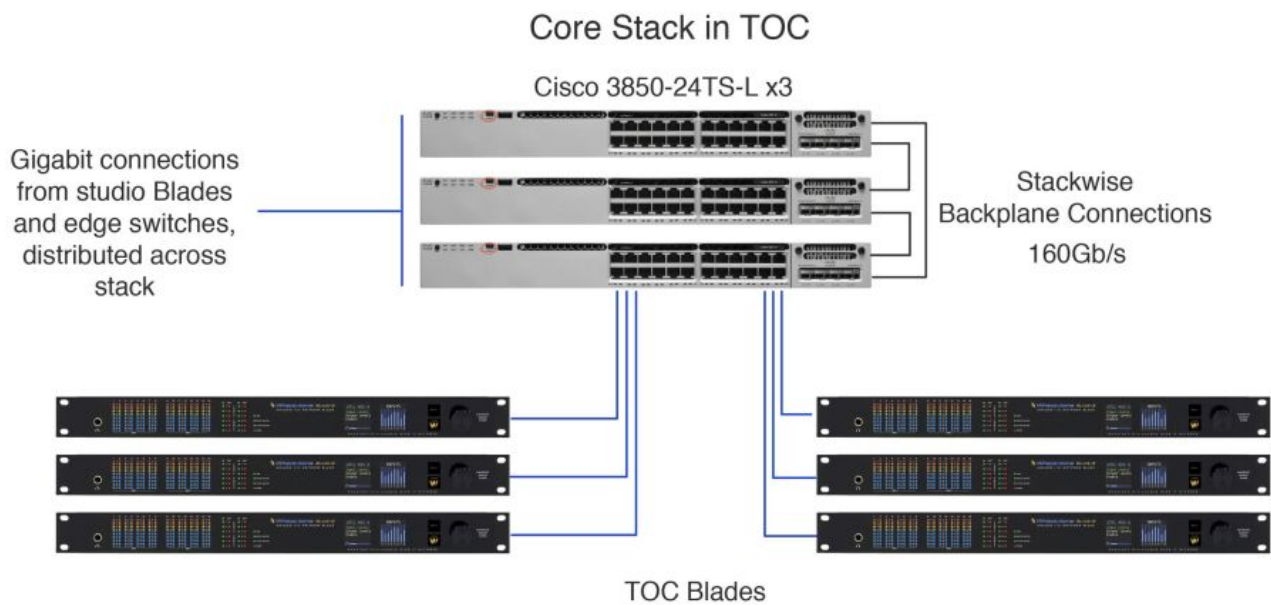 Core Stack in TOC
Cisco 3850-24TS-L x3
Gigabit connections
from studio Blades
and edge switches,
distributed across
stack
Stackwise
Backplane Connections
160Gb/s
TOC Blades